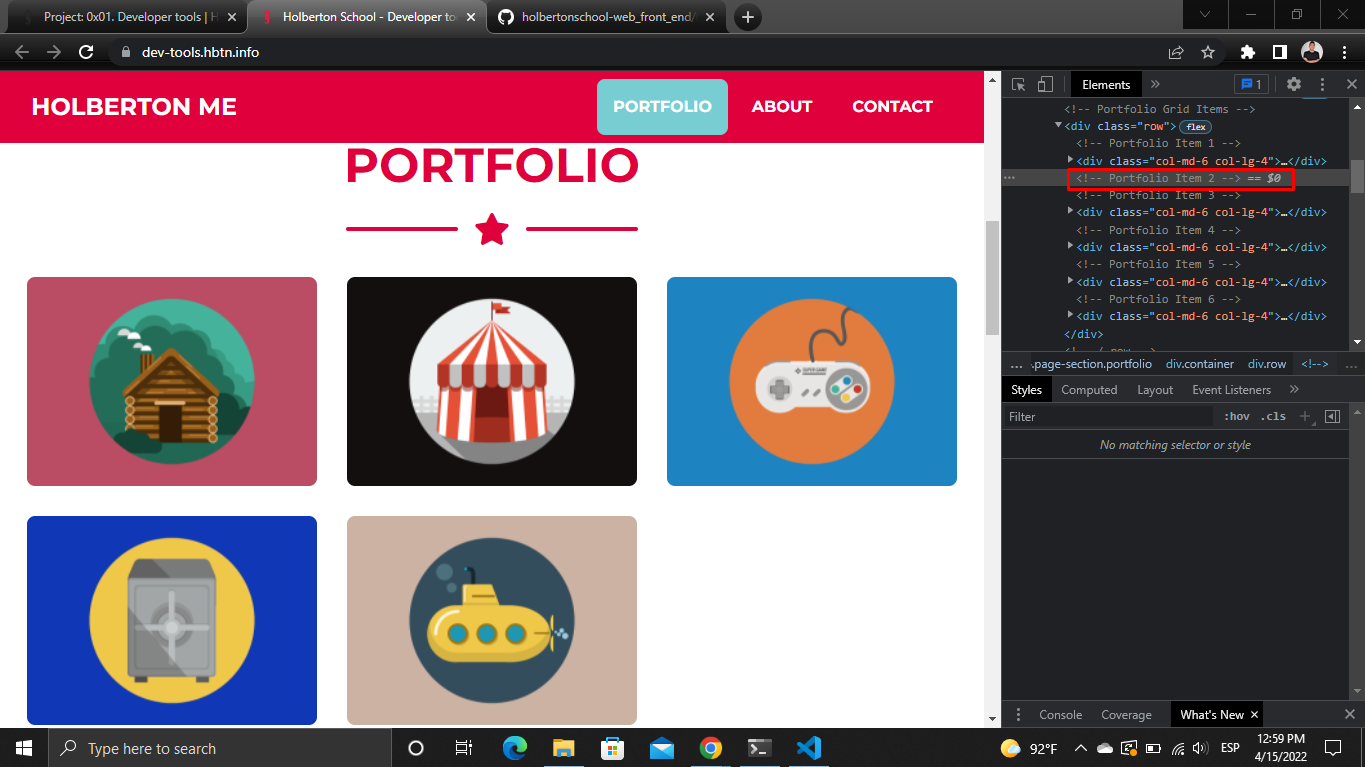 Project: 0x01. Developer tools | H
Holberton School - Developer to
holbertonschool-web_front_end/
dev-tools.hbtn.info
HOLBERTON ME
PORTFOLIO
ABOUT
CONTACT
PORTFOLIO
SUPER GAME
Elements
1
<!-- Portfolio Grid Items -->
<div class="row"> flex
<!-- Portfolio Item 1 -->
<div class="col-md-6 col-lg-4">…</div>
<!-- Portfolio Item 2 --> == $0
<!-- Portfolio Item 3 -->
<div class="col-md-6 col-lg-4">…</div>
<!-- Portfolio Item 4 -->
<div class="col-md-6 col-lg-4">…</div>
<!-- Portfolio Item 5 -->
<div class="col-md-6 col-lg-4">…</div>
<!-- Portfolio Item 6 -->
<div class="col-md-6 col-lg-4">…</div>
</div>
... .page-section.portfolio div.container div.row <!--> ...
Styles Computed Layout Event Listeners
Filter :hov .cls
No matching selector or style
Console Coverage What's New
Type here to search
92°F
ESP
12:59 PM
4/15/2022